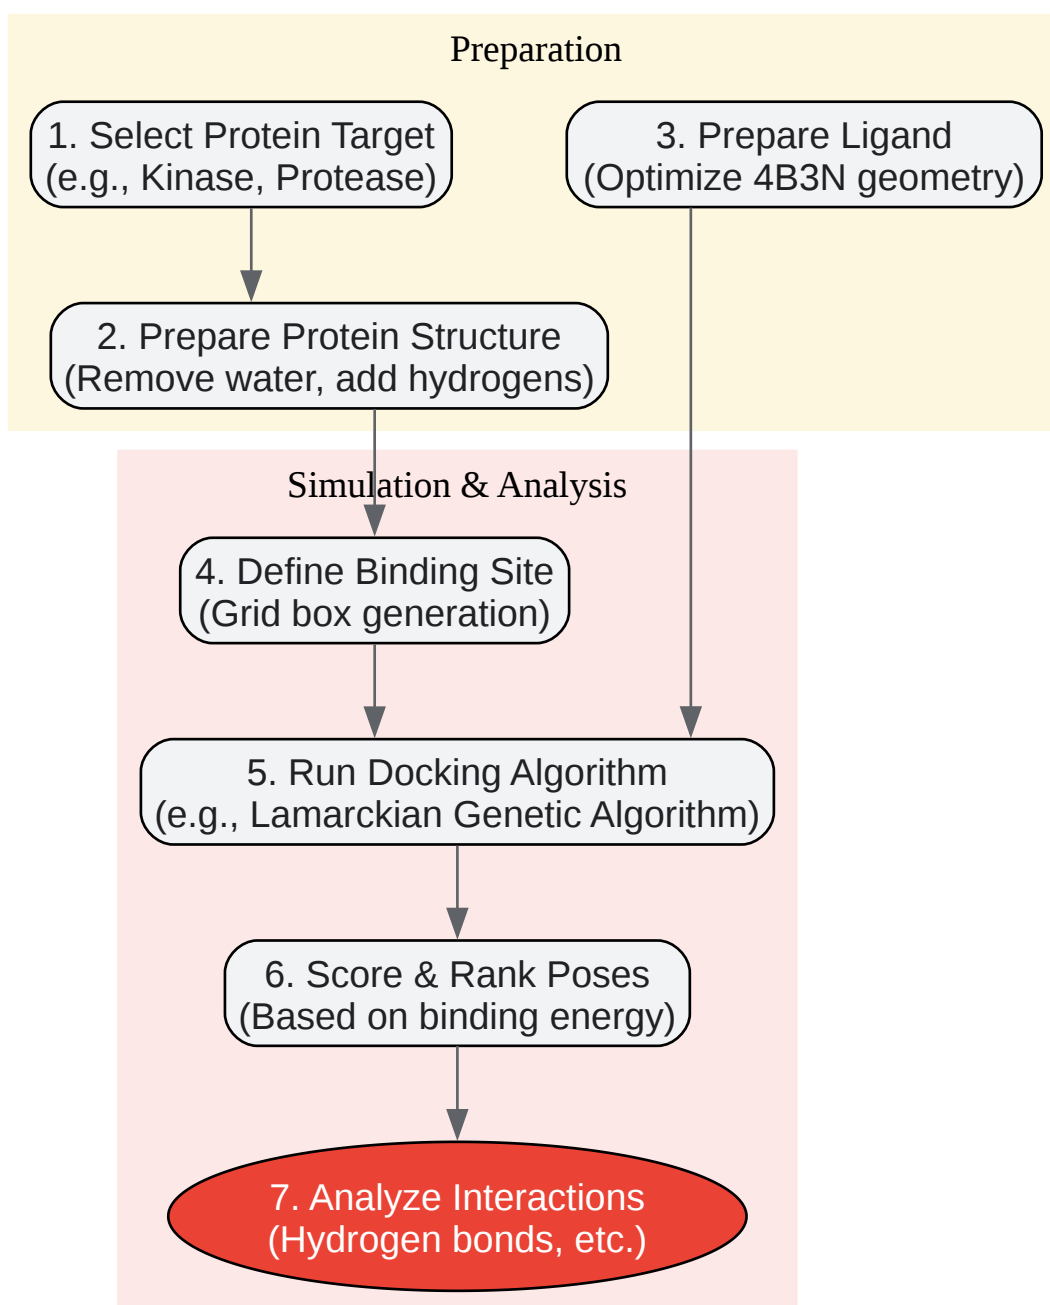 Preparation
1. Select Protein Target
(e.g., Kinase, Protease)
3. Prepare Ligand
(Optimize 4B3N geometry)
2. Prepare Protein Structure
(Remove water, add hydrogens)
Simulation & Analysis
4. Define Binding Site
(Grid box generation)
5. Run Docking Algorithm
(e.g., Lamarckian Genetic Algorithm)
6. Score & Rank Poses
(Based on binding energy)
7. Analyze Interactions
(Hydrogen bonds, etc.)